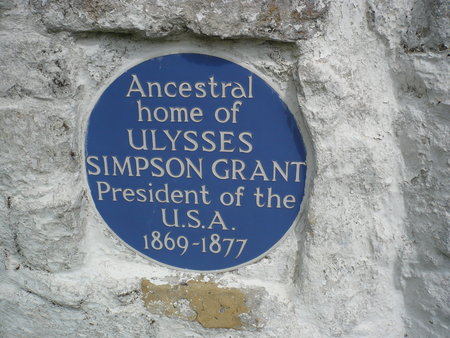 Ancestral
home of
ULYSSES
SIMPSON GRANT
President of the
U.S.A.
1869-1877